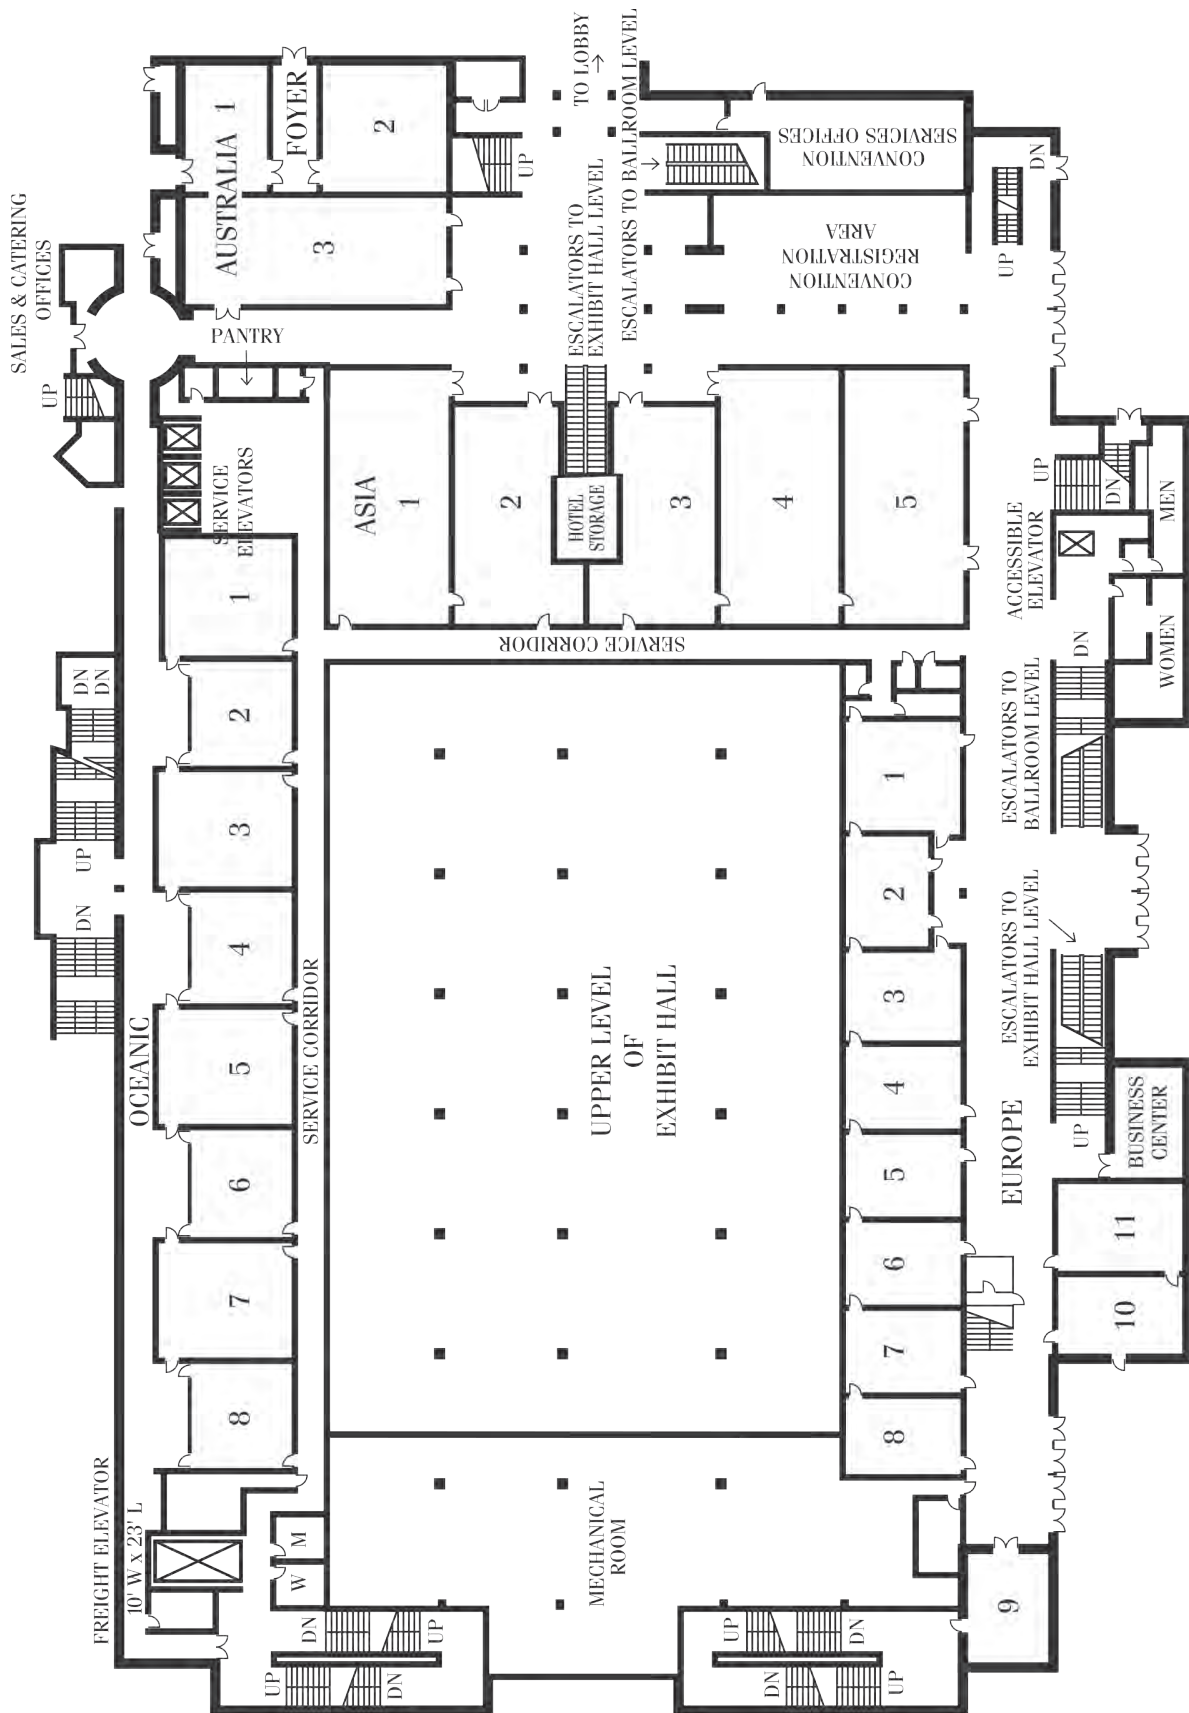 SALES & CATERING
OFFICES
UP
AUSTRALIA
1
FOYER
2
3
PANTRY
UP
TO LOBBY
ESCALATORS TO BALLROOM LEVEL
ESCALATORS TO
EXHIBIT HALL LEVEL
CONVENTION
SERVICES OFFICES
CONVENTION
REGISTRATION
AREA
UP
DN
SERVICE
ELEVATORS
ASIA
1
2
HOTEL
STORAGE
3
4
5
SERVICE CORRIDOR
ACCESSIBLE
ELEVATOR
UP
DN
MEN
WOMEN
DN
ESCALATORS TO
BALLROOM LEVEL
ESCALATORS TO
EXHIBIT HALL LEVEL
UP
BUSINESS
CENTER
DN
DN
UP
DN
OCEANIC
1
2
3
4
5
6
7
8
SERVICE CORRIDOR
UPPER LEVEL
OF
EXHIBIT HALL
EUROPE
1
2
3
4
5
6
7
8
9
10
11
FREIGHT ELEVATOR
10' W x 23' L
M
W
MECHANICAL
ROOM
DN
UP
UP
DN
UP
DN
DN
UP